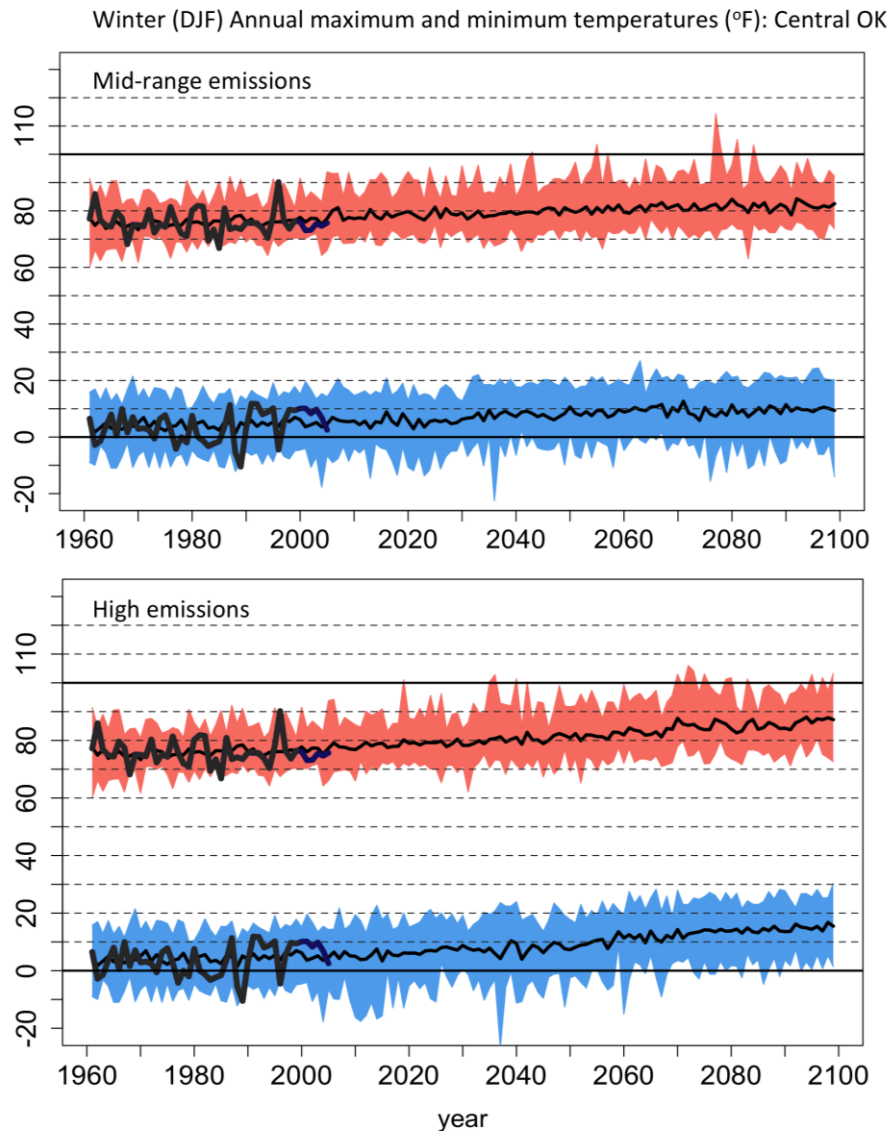 Winter (DJF) Annual maximum and minimum temperatures (ºF): Central OK
Mid-range emissions
110
80
60
40
20
0
-20
1960 1980 2000 2020 2040 2060 2080 2100
High emissions
110
80
60
40
20
0
-20
1960 1980 2000 2020 2040 2060 2080 2100
year